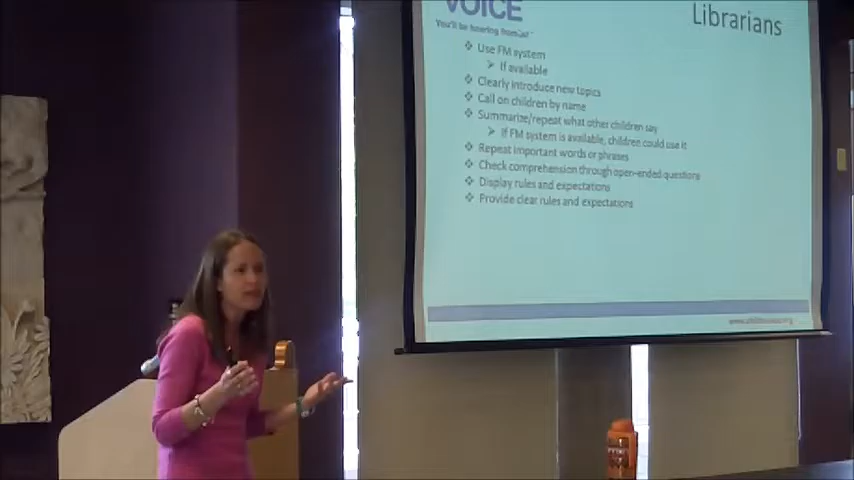 VOICE
Librarians
You'll be hearing from us!
Use FM system
If available
Clearly introduce new topics
Call on children by name
Summarize/repeat what other children say
If FM system is available, children could use it
Repeat important words or phrases
Check comprehension through open-ended questions
Display rules and expectations
Provide clear rules and expectations